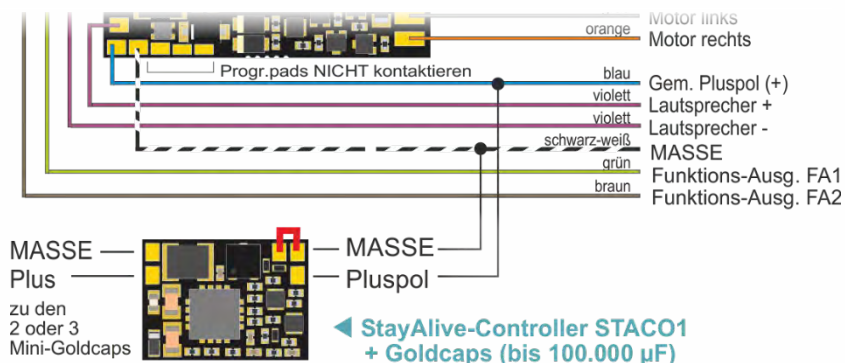 Motor links
orange
Motor rechts
Progr.pads NICHT kontaktieren
blau
Gem. Pluspol (+)
violett
Lautsprecher +
violett
Lautsprecher -
schwarz-weiß
MASSE
grün
Funktions-Ausg. FA1
braun
Funktions-Ausg. FA2
MASSE
MASSE
Plus
Pluspol
zu den
2 oder 3
Mini-Goldcaps
StayAlive-Controller STACO1
+ Goldcaps (bis 100.000 µF)